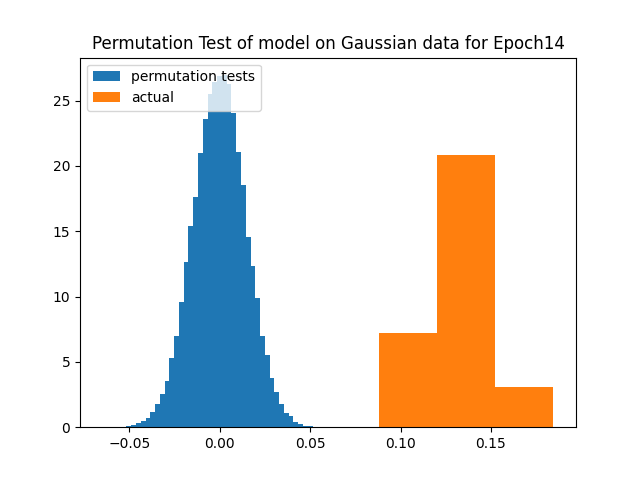 Permutation Test of model on Gaussian data for Epoch14
permutation tests
actual
25
20
15
10
5
0
−0.05 0.00 0.05 0.10 0.15